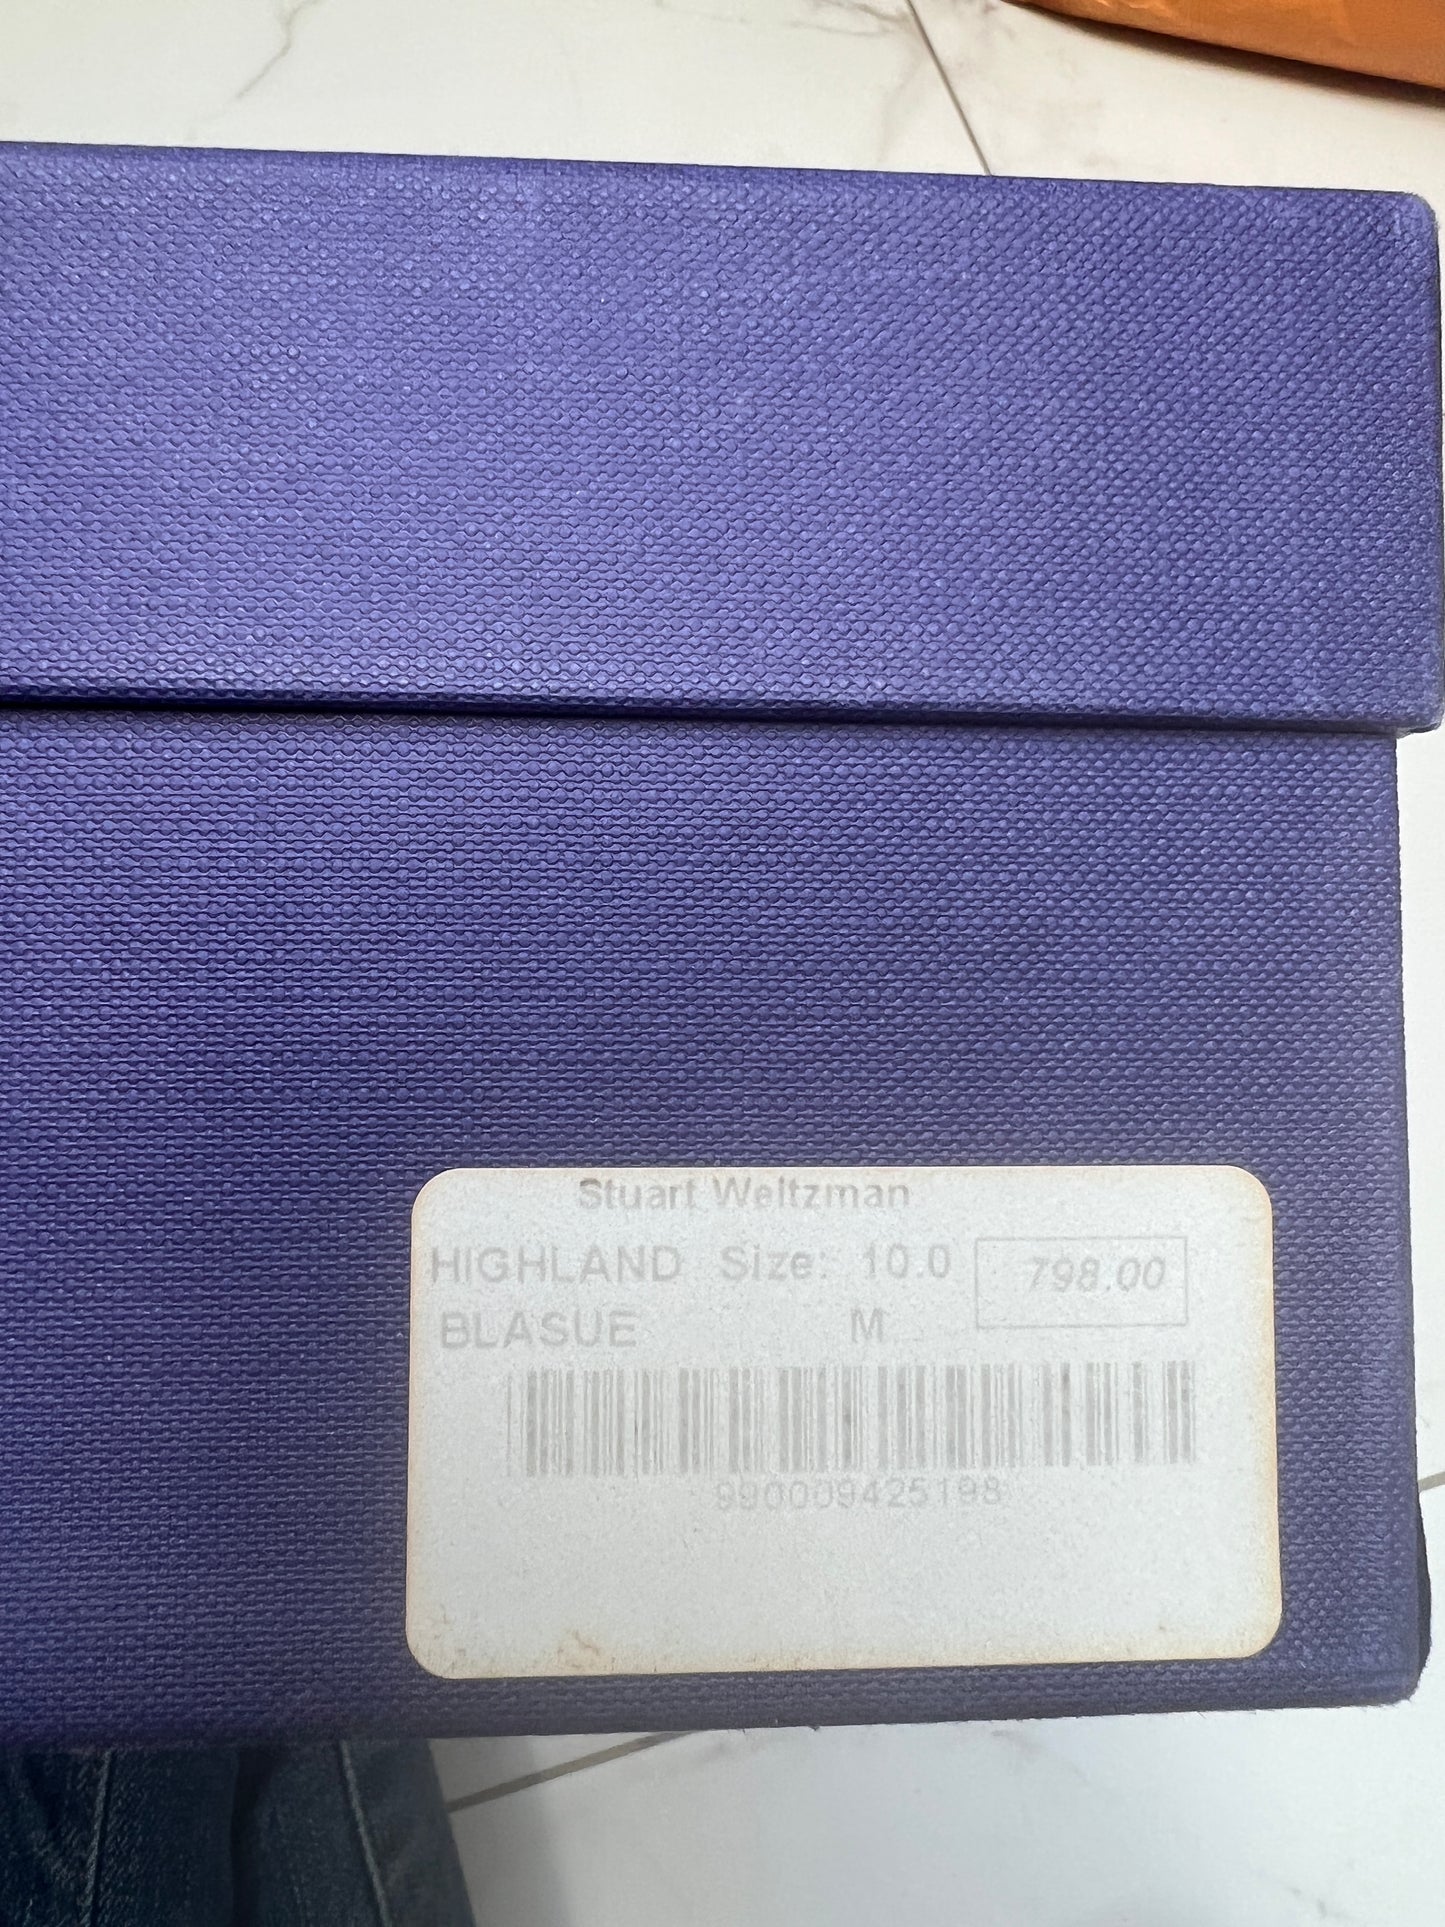 Stuart Weitzman
HIGHLAND Size: 10.0 798.00
BLASUE M
990009425198